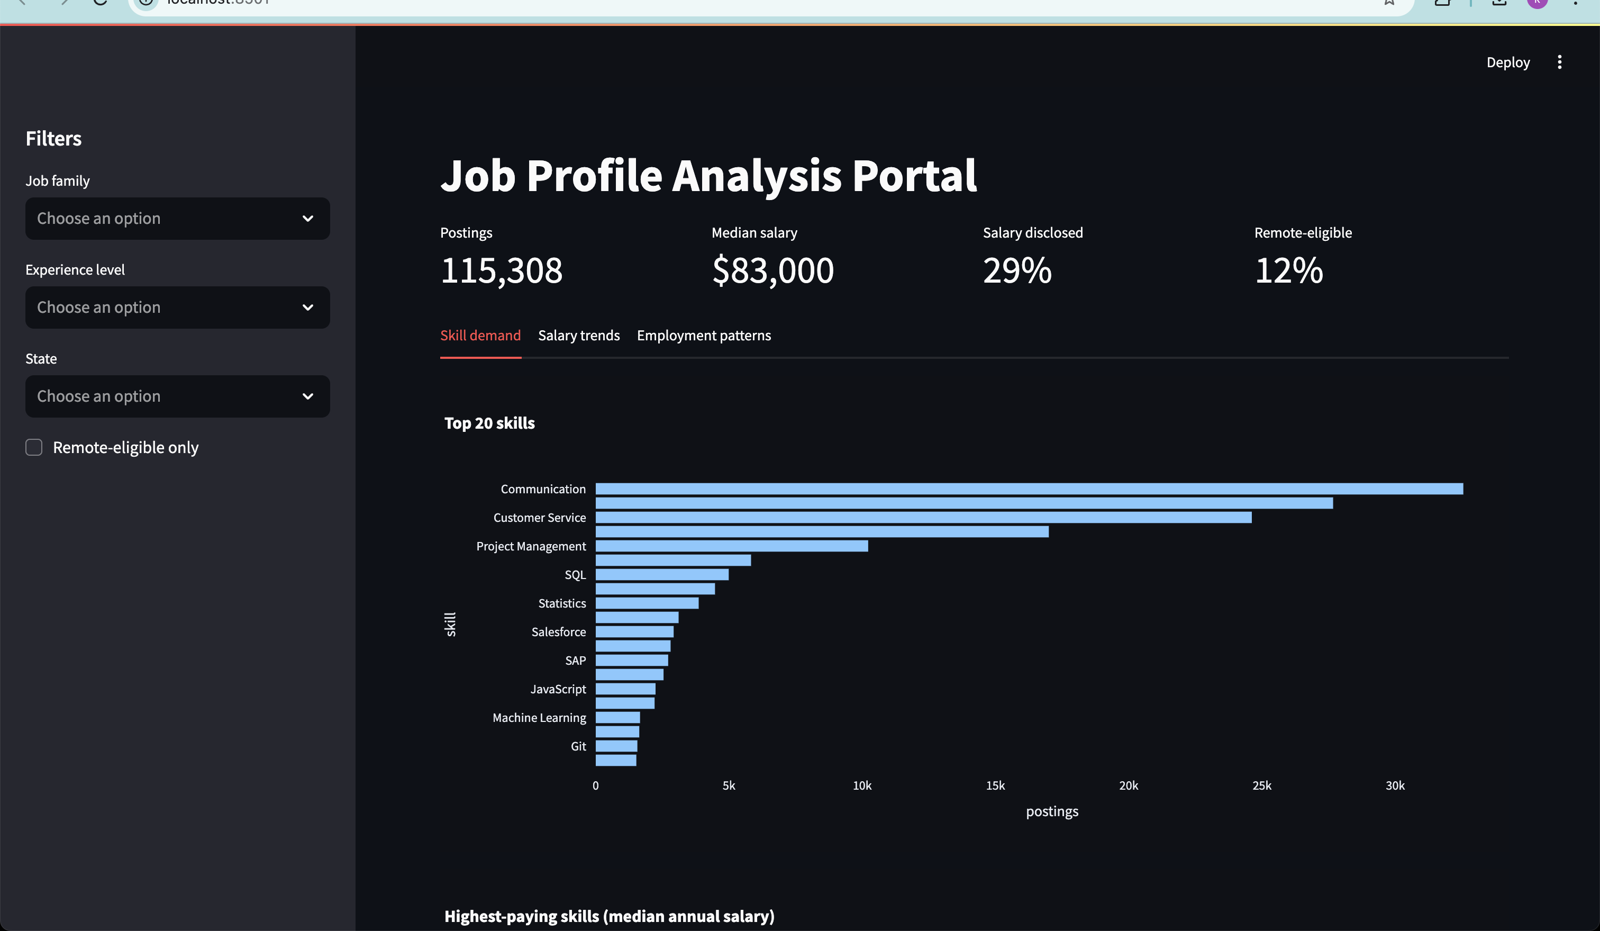 Deploy
Filters
Job family
Choose an option
Experience level
Choose an option
State
Choose an option
Remote-eligible only
Job Profile Analysis Portal
Postings Median salary Salary disclosed Remote-eligible
115,308 $83,000 29% 12%
Skill demand Salary trends Employment patterns
Top 20 skills
skill
Communication
Customer Service
Project Management
SQL
Statistics
Salesforce
SAP
JavaScript
Machine Learning
Git
0 5k 10k 15k 20k 25k 30k
postings
Highest-paying skills (median annual salary)